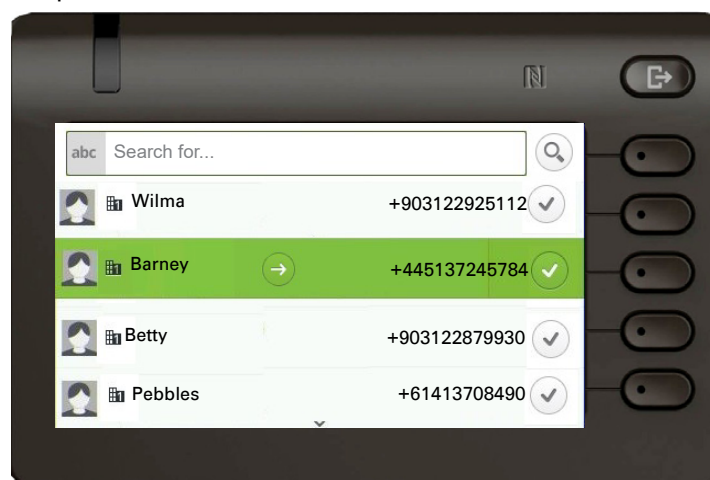 abc Search for...
Wilma +903122925112
Barney +445137245784
Betty +903122879930
Pebbles +61413708490